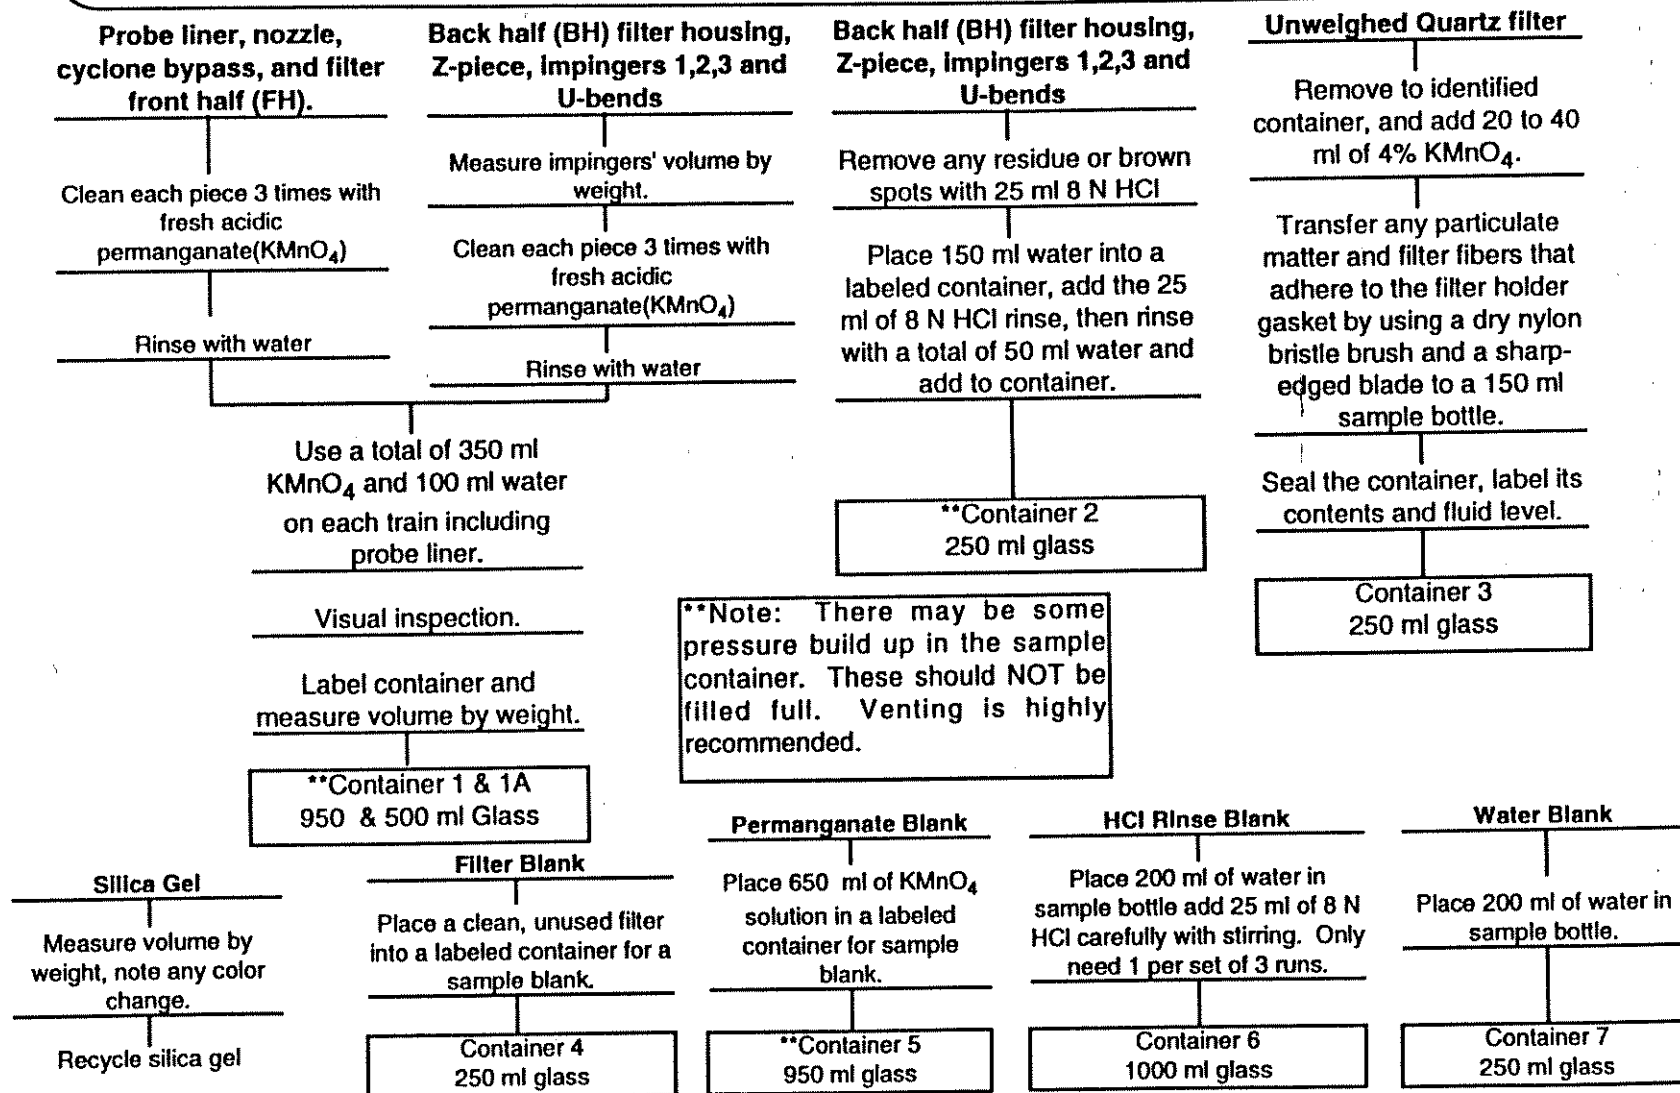 Probe liner, nozzle,
cyclone bypass, and filter
front half (FH).
Clean each piece 3 times with
fresh acidic
permanganate(KMnO₄)
Rinse with water
Back half (BH) filter housing,
Z-piece, impingers 1,2,3 and
U-bends
Measure impingers' volume by
weight.
Clean each piece 3 times with
fresh acidic
permanganate(KMnO₄)
Rinse with water
Use a total of 350 ml
KMnO₄ and 100 ml water
on each train including
probe liner.
Visual inspection.
Label container and
measure volume by weight.
**Container 1 & 1A
950 & 500 ml Glass
Back half (BH) filter housing,
Z-piece, impingers 1,2,3 and
U-bends
Remove any residue or brown
spots with 25 ml 8 N HCl
Place 150 ml water into a
labeled container, add the 25
ml of 8 N HCl rinse, then rinse
with a total of 50 ml water and
add to container.
**Container 2
250 ml glass
Unweighed Quartz filter
Remove to identified
container, and add 20 to 40
ml of 4% KMnO₄.
Transfer any particulate
matter and filter fibers that
adhere to the filter holder
gasket by using a dry nylon
bristle brush and a sharp-
edged blade to a 150 ml
sample bottle.
Seal the container, label its
contents and fluid level.
Container 3
250 ml glass
**Note: There may be some
pressure build up in the sample
container. These should NOT be
filled full. Venting is highly
recommended.
Silica Gel
Measure volume by
weight, note any color
change.
Recycle silica gel
Filter Blank
Place a clean, unused filter
into a labeled container for a
sample blank.
Container 4
250 ml glass
Permanganate Blank
Place 650 ml of KMnO₄
solution in a labeled
container for sample
blank.
**Container 5
950 ml glass
HCl Rinse Blank
Place 200 ml of water in
sample bottle add 25 ml of 8 N
HCl carefully with stirring. Only
need 1 per set of 3 runs.
Container 6
1000 ml glass
Water Blank
Place 200 ml of water in
sample bottle.
Container 7
250 ml glass